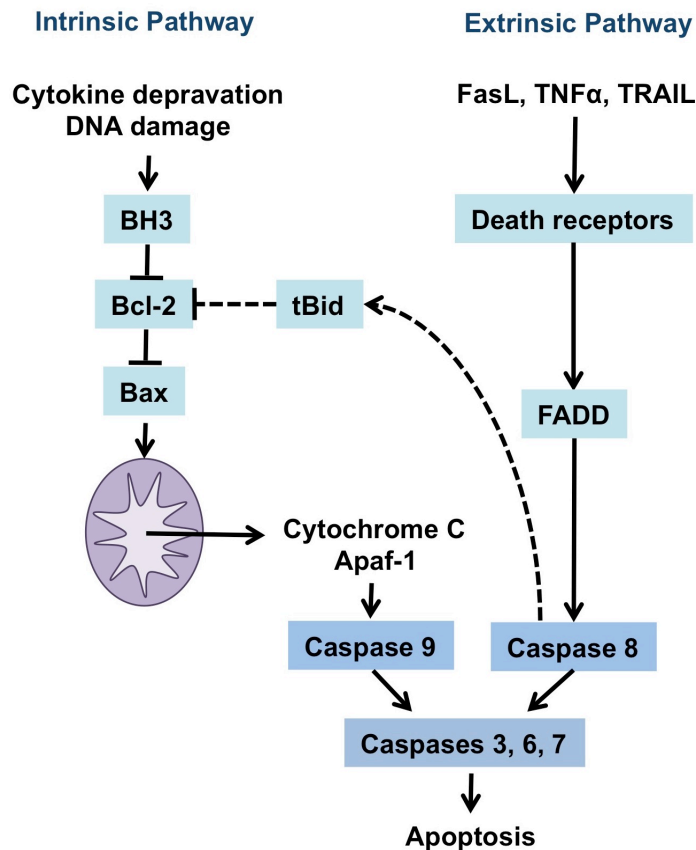 Intrinsic Pathway
Extrinsic Pathway
Cytokine depravation
DNA damage
FasL, TNFα, TRAIL
BH3
Death receptors
Bcl-2
tBid
Bax
FADD
Cytochrome C
Apaf-1
Caspase 9
Caspase 8
Caspases 3, 6, 7
Apoptosis